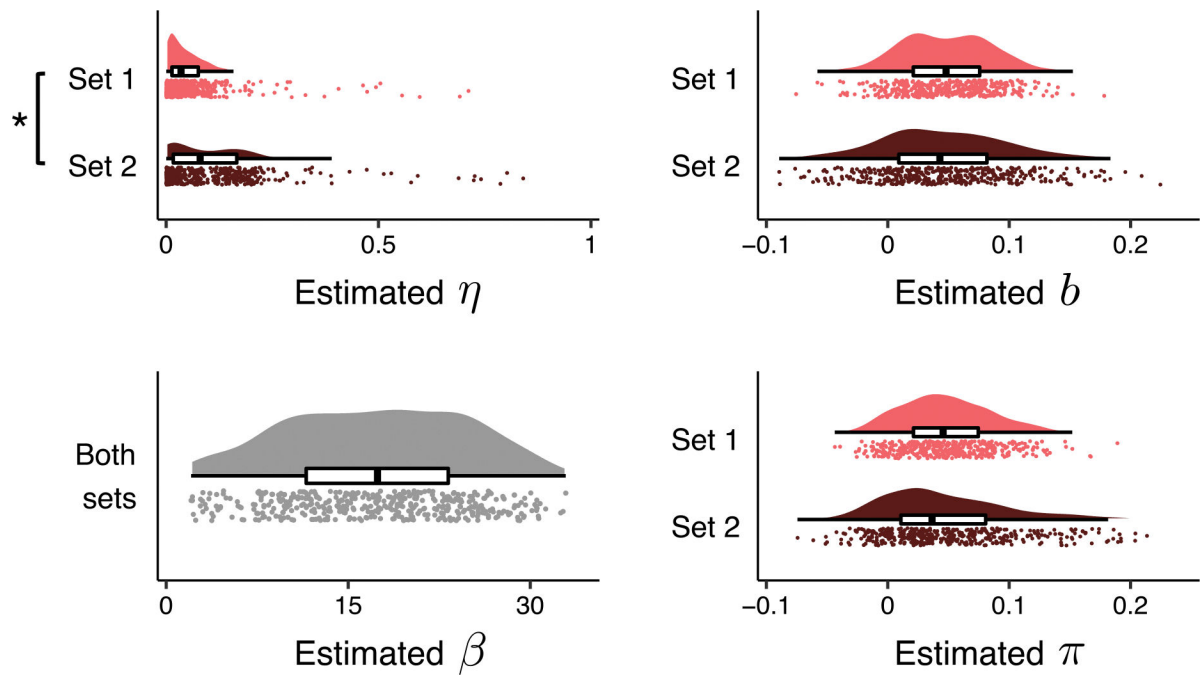 *
Set 1
Set 2
0 0.5 1
Estimated η
Set 1
Set 2
−0.1 0 0.1 0.2
Estimated b
Both
sets
0 15 30
Estimated β
Set 1
Set 2
−0.1 0 0.1 0.2
Estimated π